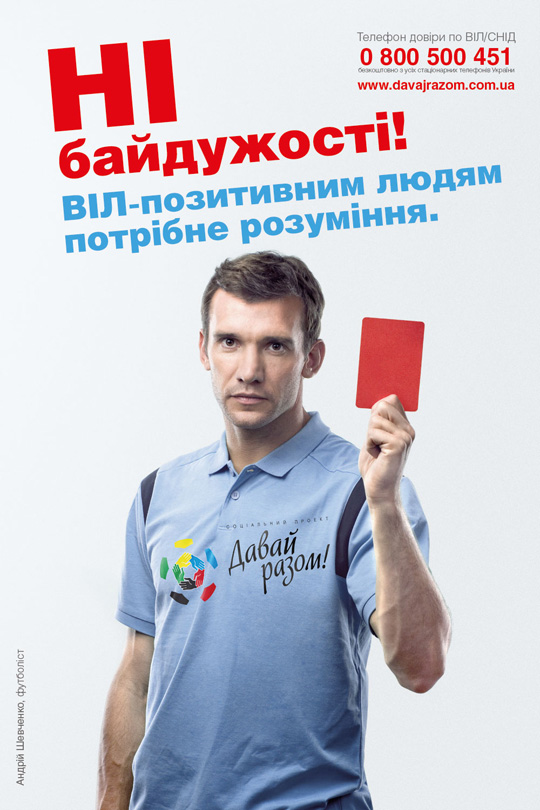 Телефон довіри по ВІЛ/СНІД
0 800 500 451
безкоштовно з усіх стаціонарних телефонів України
www.davajrazom.com.ua
НІ
байдужості!
ВІЛ-позитивним людям
потрібне розуміння.
СОЦІАЛЬНИЙ ПРОЕКТ
Давай
разом!
Андрій Шевченко, футболіст